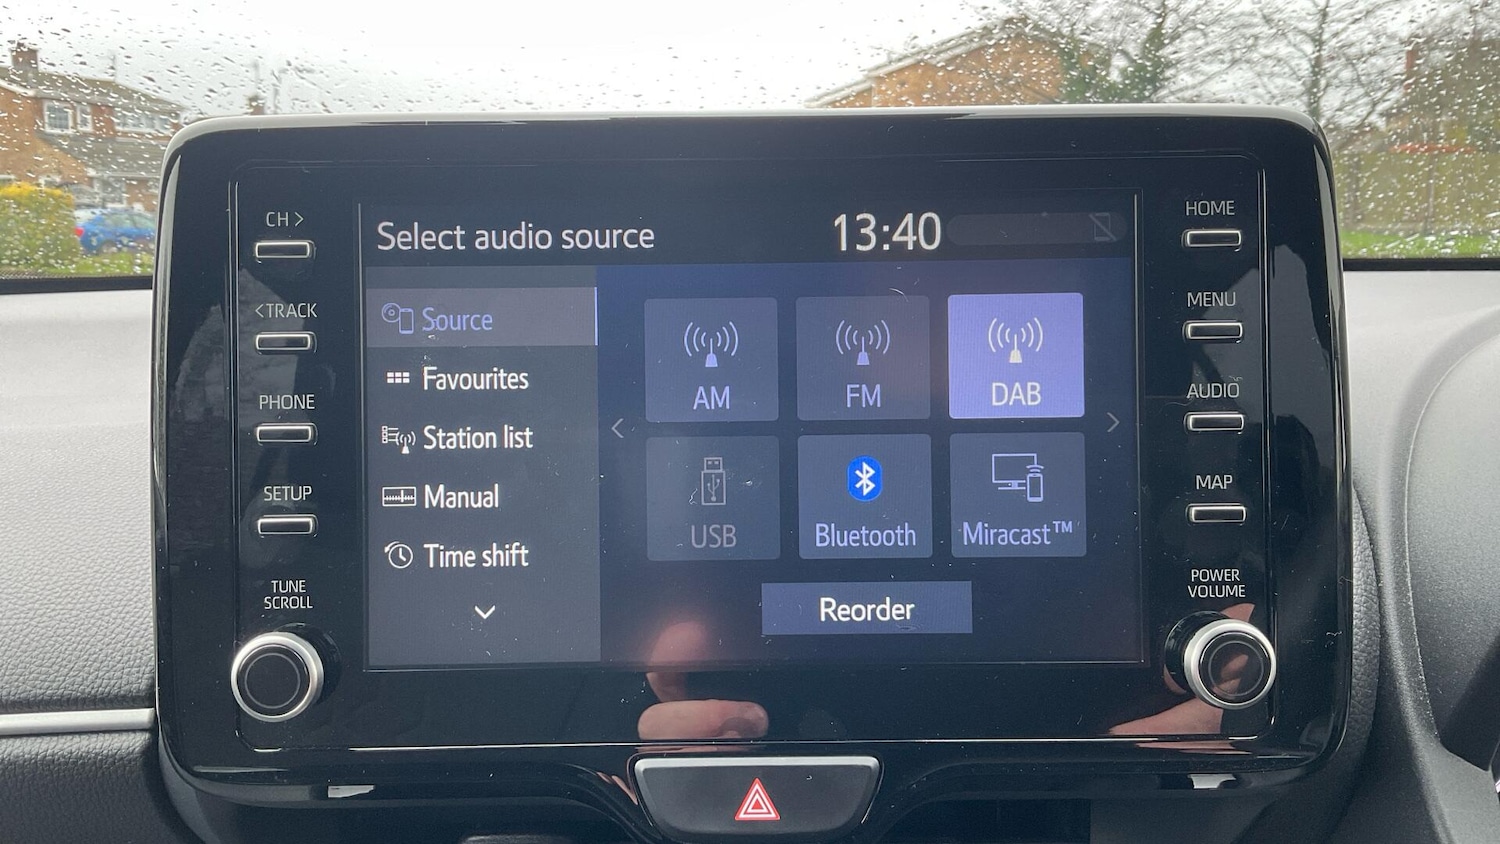 CH >
<TRACK
PHONE
SETUP
TUNE
SCROLL
Select audio source
13:40
Source
Favourites
Station list
Manual
Time shift
AM
FM
DAB
USB
Bluetooth
Miracast™
Reorder
HOME
MENU
AUDIO
MAP
POWER
VOLUME